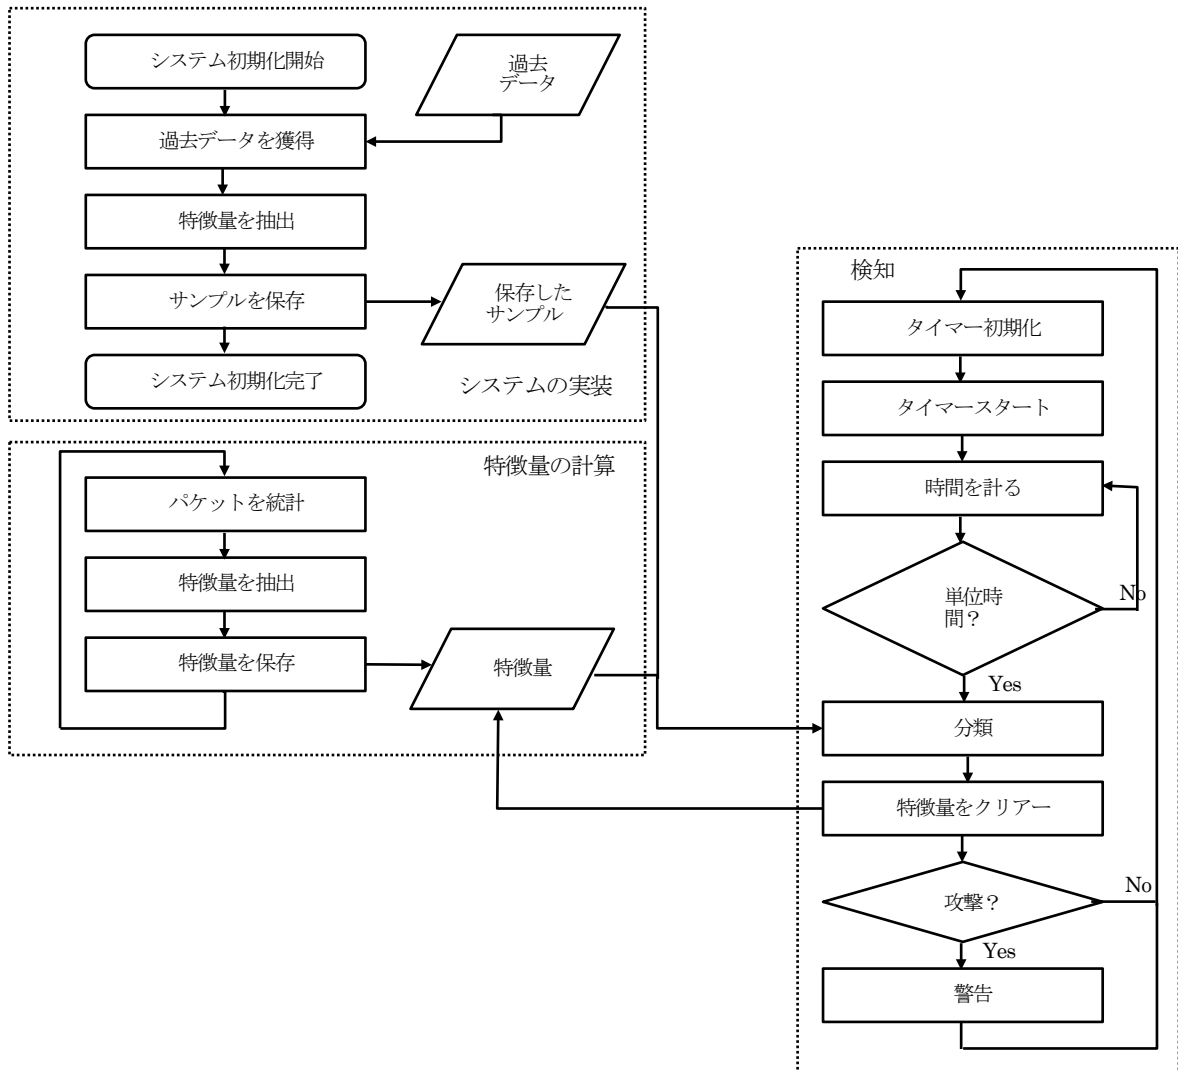 システム初期化開始
過去
データ
過去データを獲得
特徴量を抽出
サンプルを保存
保存した
サンプル
システム初期化完了
システムの実装
特徴量の計算
パケットを統計
特徴量を抽出
特徴量を保存
特徴量
検知
タイマー初期化
タイマースタート
時間を計る
単位時
間？
No
Yes
分類
特徴量をクリアー
攻撃？
No
Yes
警告